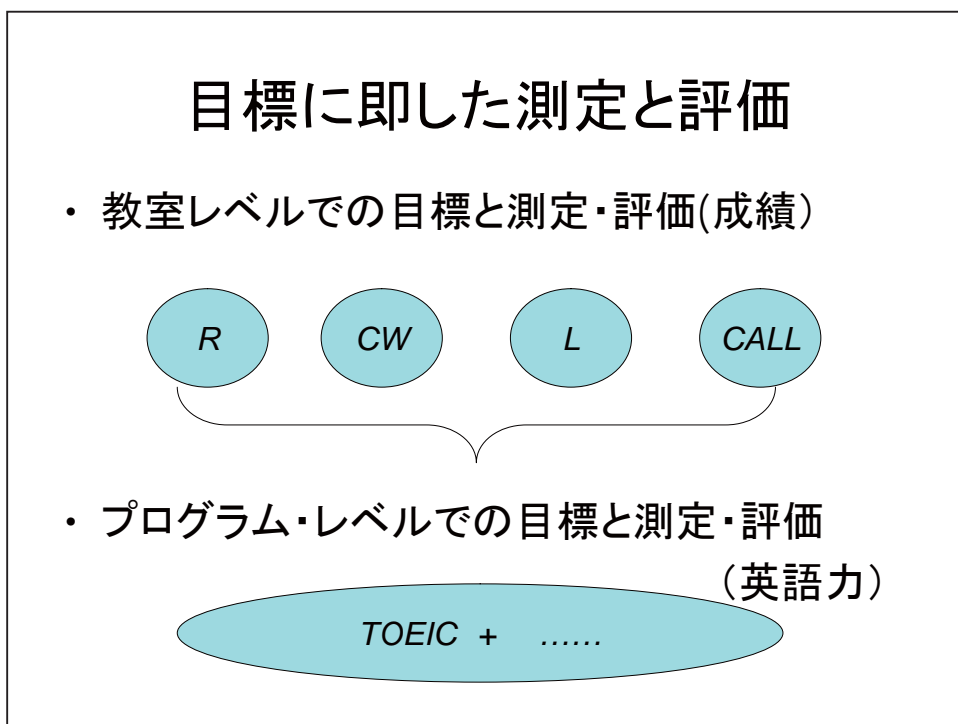 目標に即した測定と評価
・ 教室レベルでの目標と測定・評価(成績）
R CW L CALL
・ プログラム・レベルでの目標と測定・評価
（英語力）
TOEIC + ……